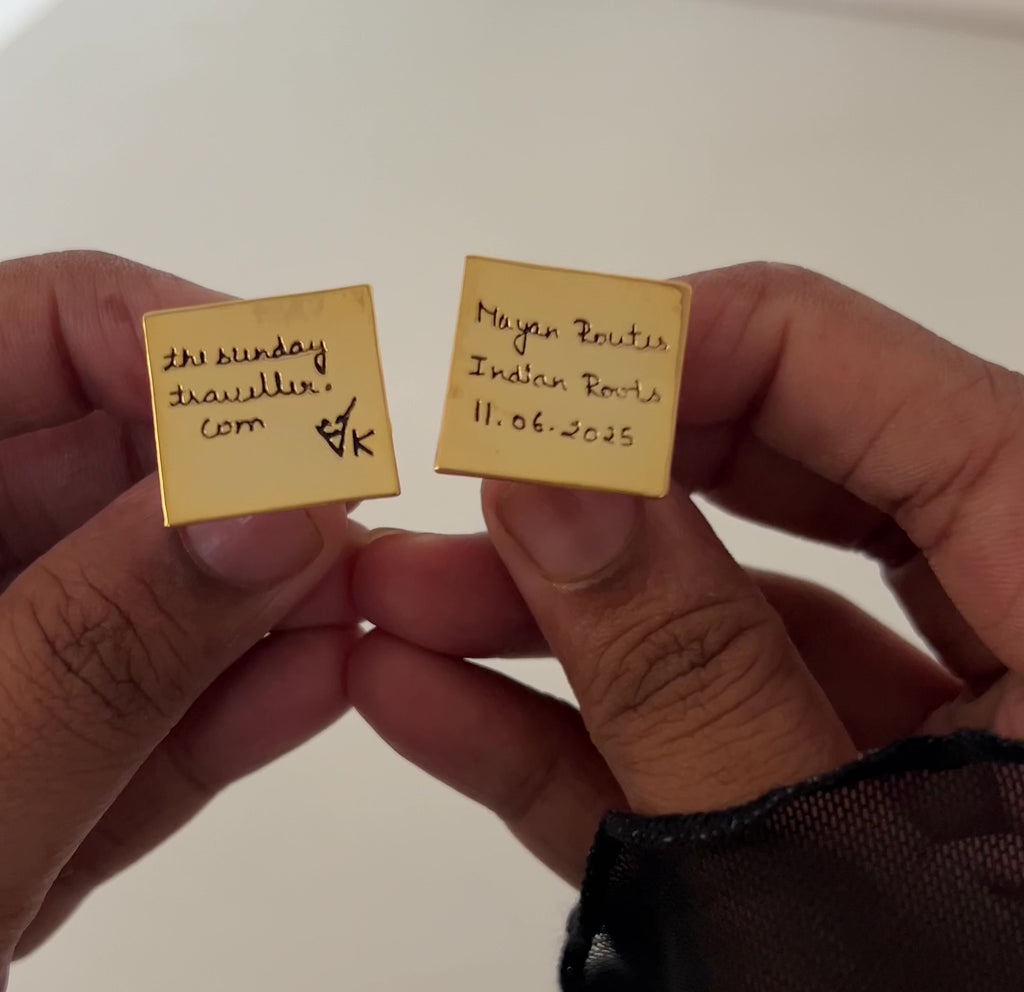 the sunday
traveller.
com
K
Mayan Routes
Indian Roots
11.06.2025